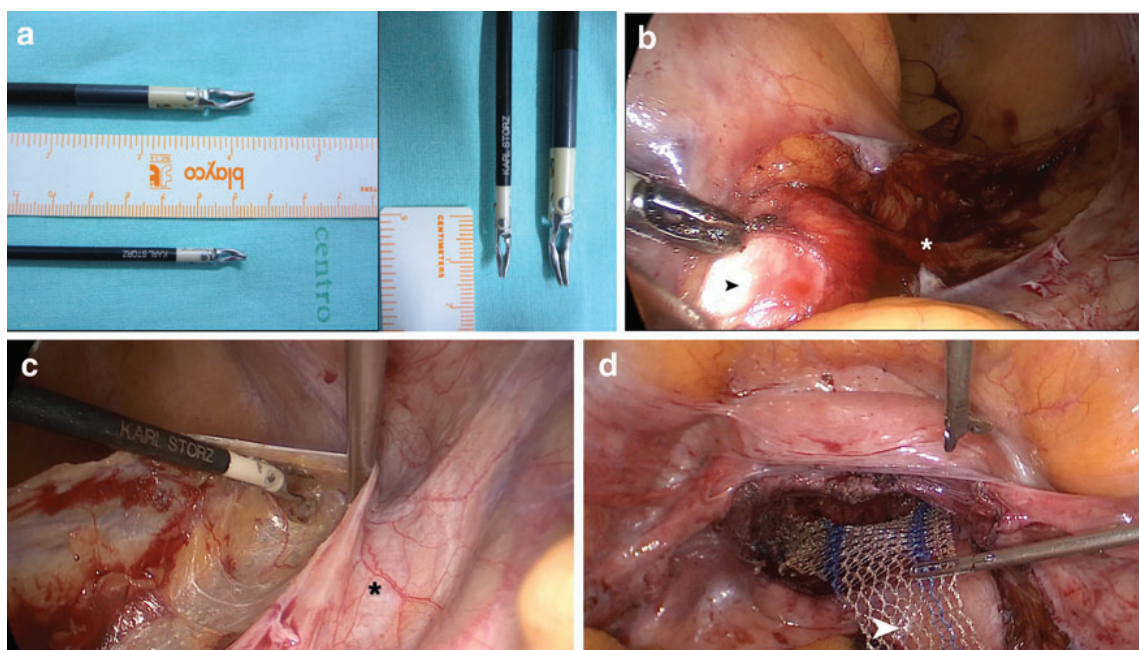 a
blayco
CENTIMETERS
KARL STORZ
KARL STORZ
centro
b
c
KARL STORZ
d